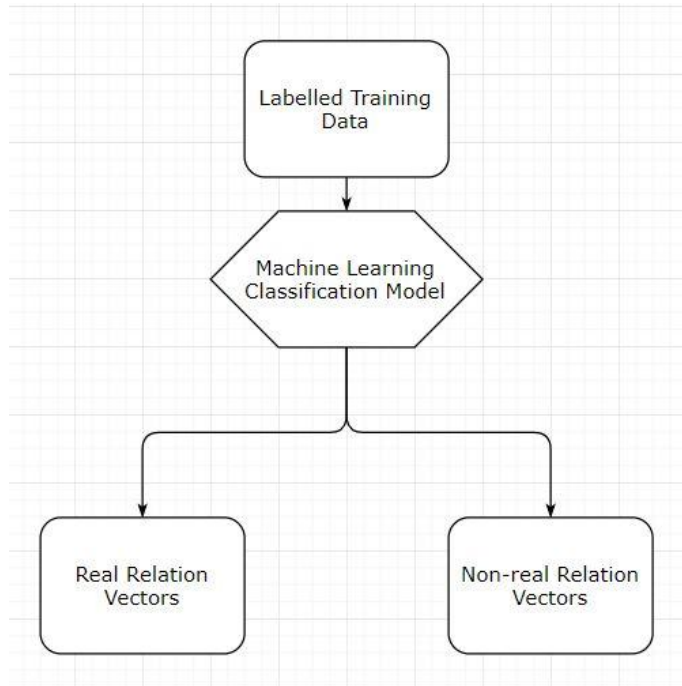 Labelled Training
Data
Machine Learning
Classification Model
Real Relation
Vectors
Non-real Relation
Vectors